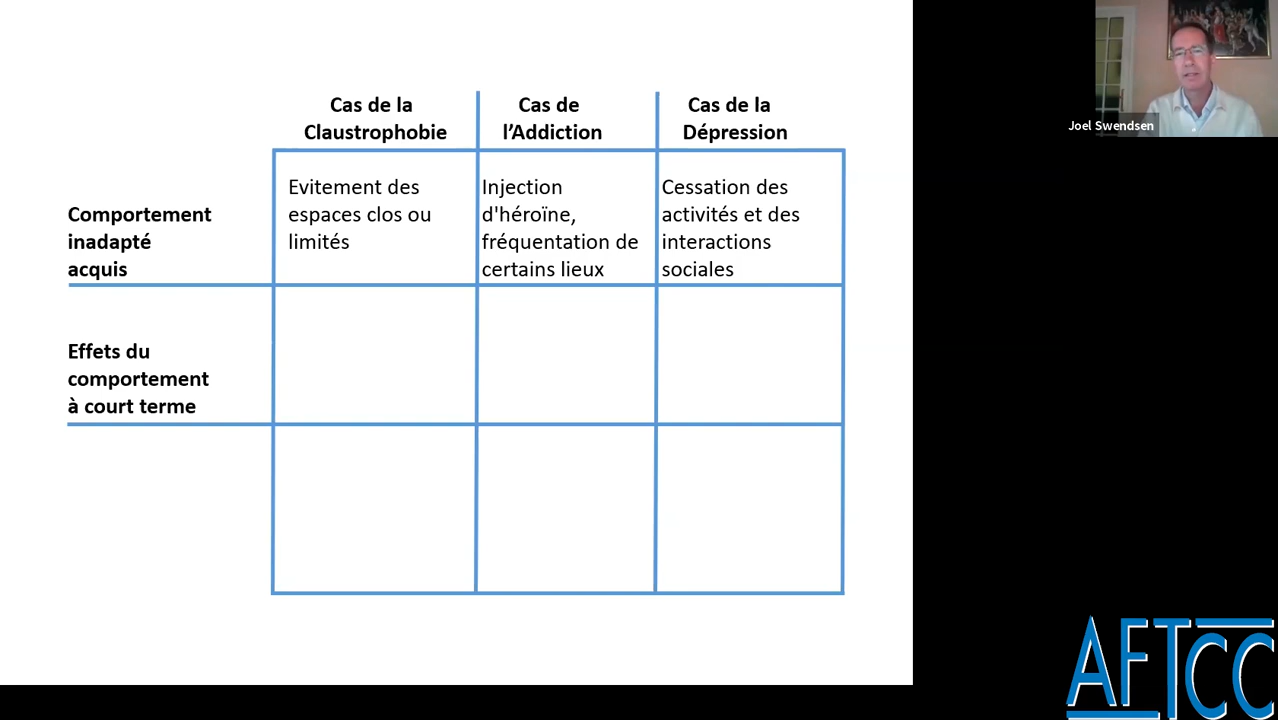 Cas de la
Claustrophobie
Cas de
l’Addiction
Cas de la
Dépression
Comportement
inadapté
acquis
Evitement des
espaces clos ou
limités
Injection
d'héroïne,
fréquentation de
certains lieux
Cessation des
activités et des
interactions
sociales
Effets du
comportement
à court terme
Joel Swendsen
AFTCC